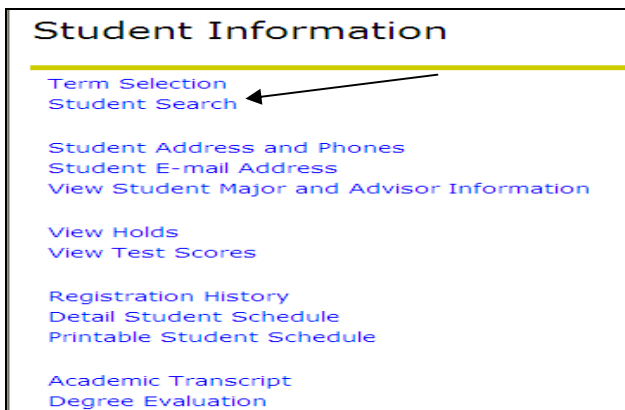 Student Information
Term Selection
Student Search
Student Address and Phones
Student E-mail Address
View Student Major and Advisor Information
View Holds
View Test Scores
Registration History
Detail Student Schedule
Printable Student Schedule
Academic Transcript
Degree Evaluation